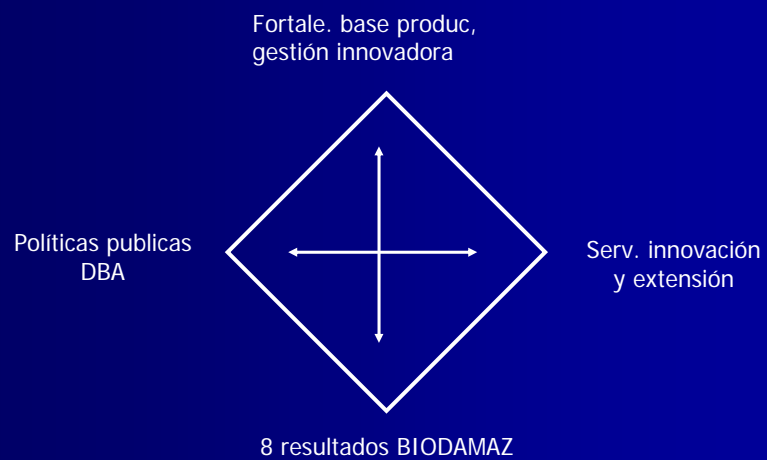 Fortale. base produc,
gestión innovadora
Políticas publicas
DBA
Serv. innovación
y extensión
8 resultados BIODAMAZ